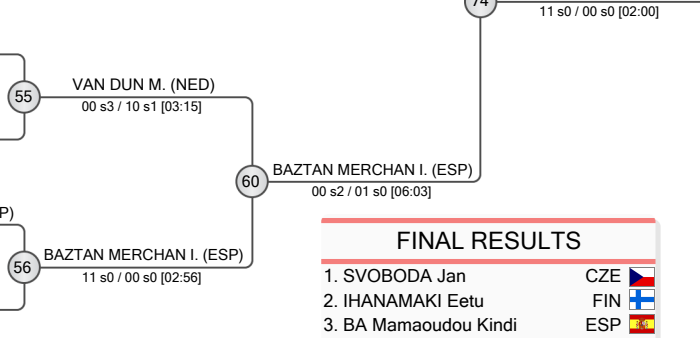 74
11 s0 / 00 s0 [02:00]
55
VAN DUN M. (NED)
00 s3 / 10 s1 [03:15]
60
BAZTAN MERCHAN I. (ESP)
00 s2 / 01 s0 [06:03]
P)
56
BAZTAN MERCHAN I. (ESP)
11 s0 / 00 s0 [02:56]
FINAL RESULTS
1. SVOBODA Jan CZE
2. IHANAMAKI Eetu FIN
3. BA Mamaoudou Kindi ESP